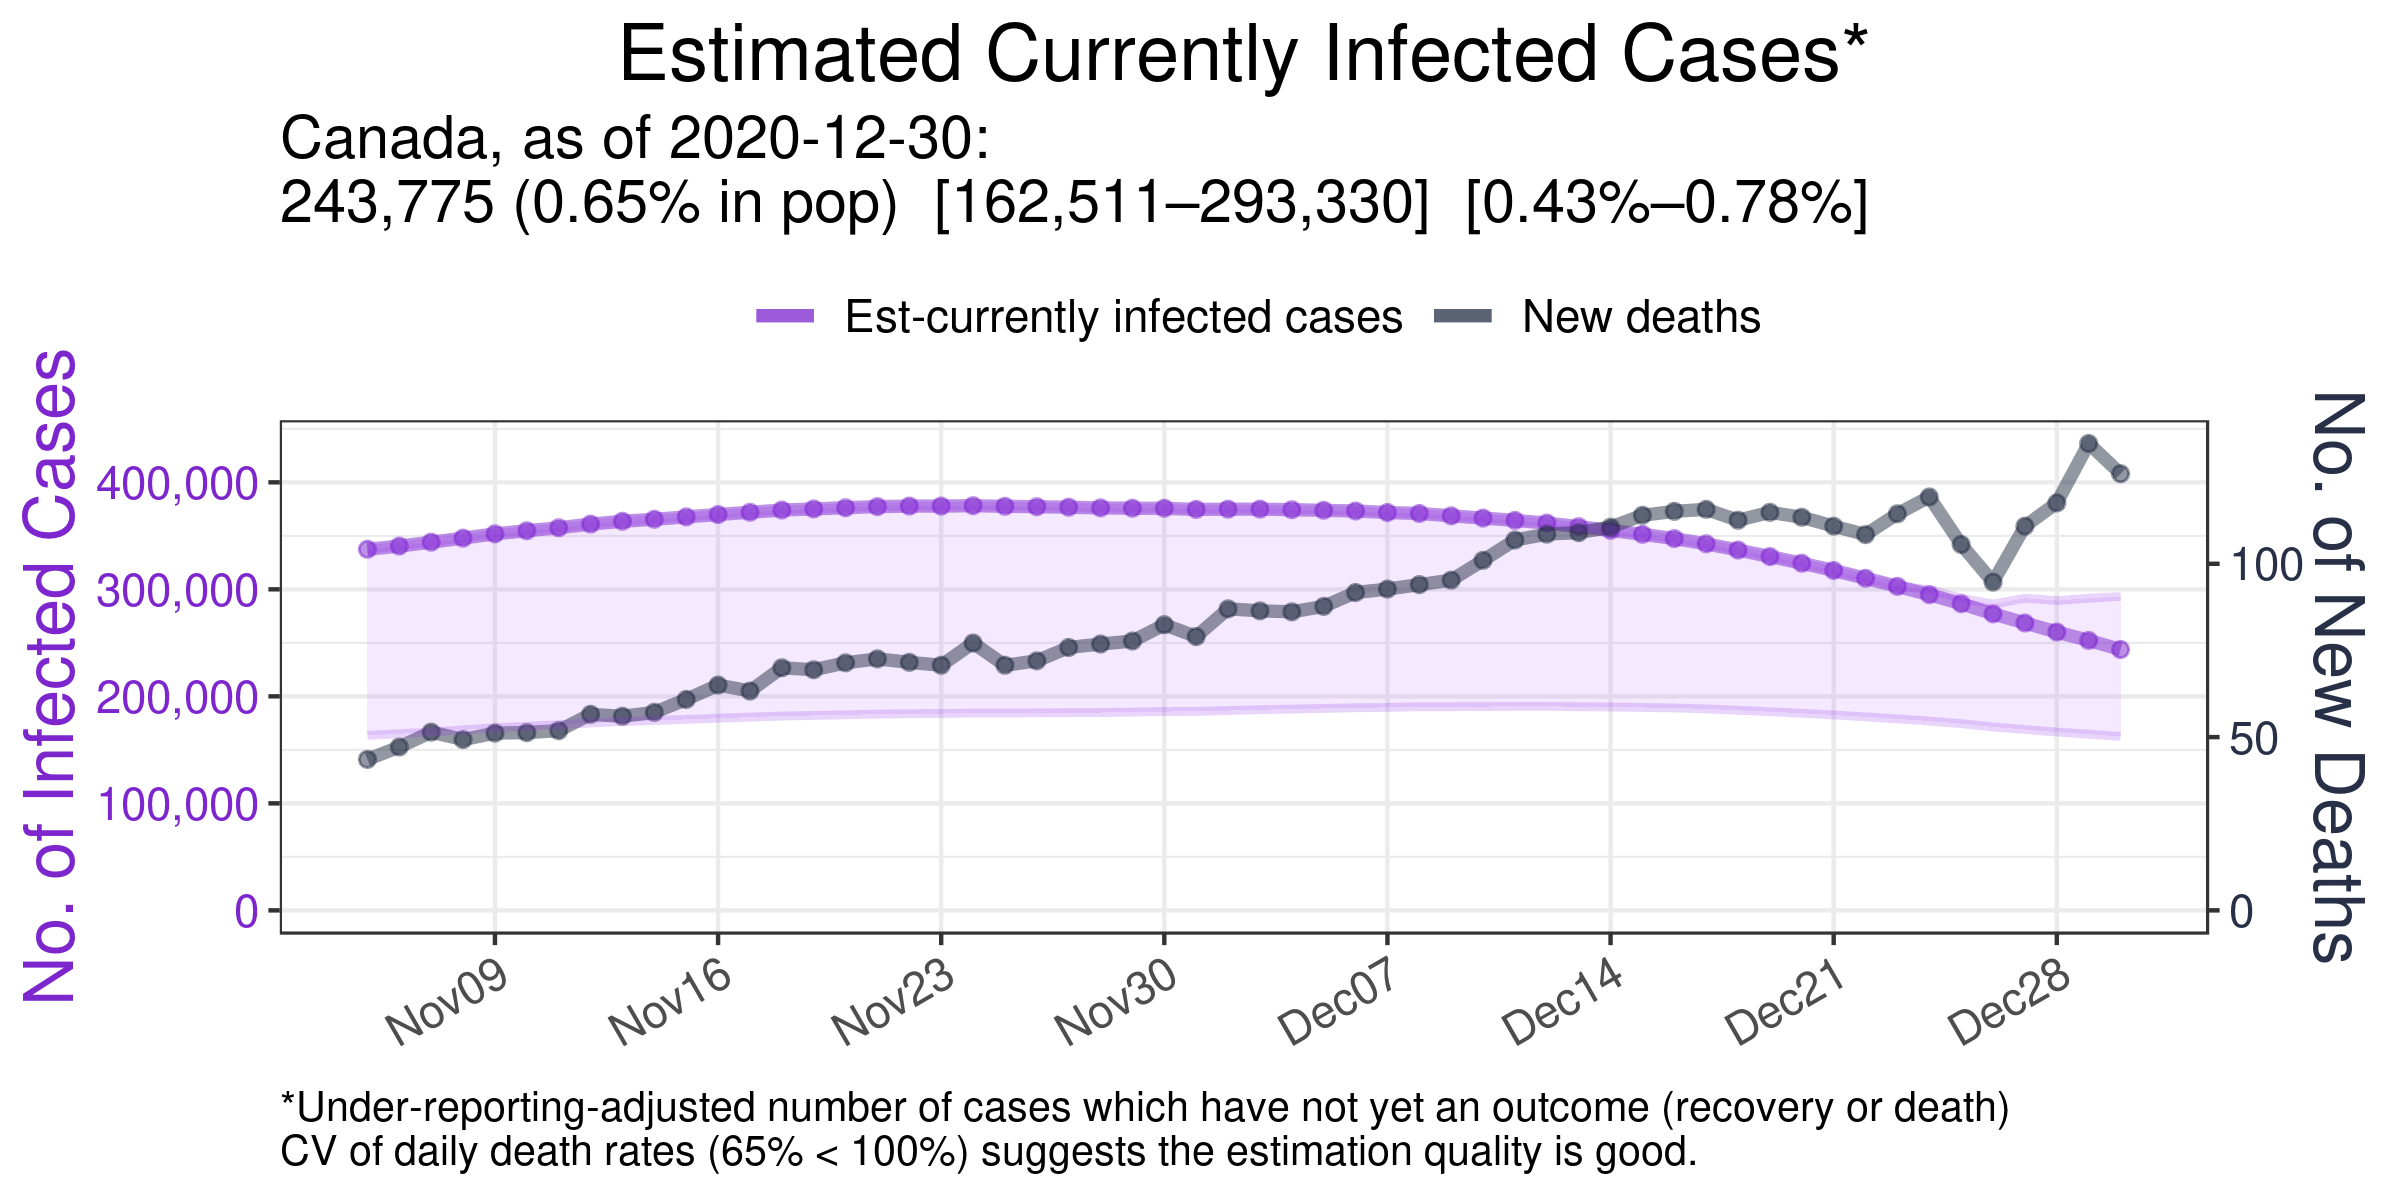 Estimated Currently Infected Cases*
Canada, as of 2020-12-30:
243,775 (0.65% in pop) [162,511–293,330] [0.43%–0.78%]
Est-currently infected cases
New deaths
No. of Infected Cases
400,000
300,000
200,000
100,000
0
100
50
0
No. of New Deaths
Nov09
Nov16
Nov23
Nov30
Dec07
Dec14
Dec21
Dec28
*Under-reporting-adjusted number of cases which have not yet an outcome (recovery or death)
CV of daily death rates (65% < 100%) suggests the estimation quality is good.